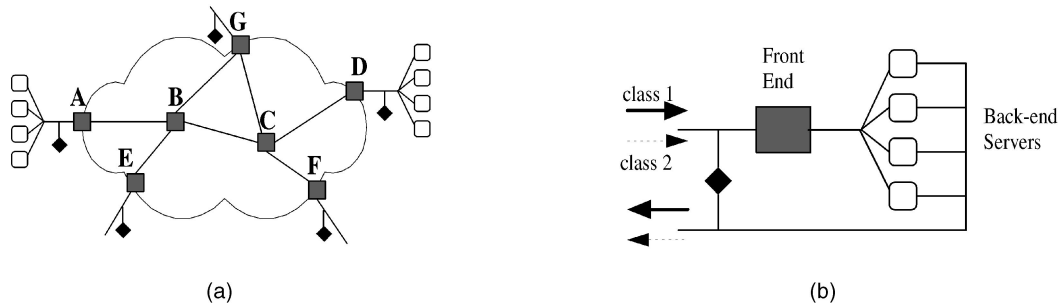 G
D
A
B
C
E
F
(a)
Front
End
class 1
class 2
Back-end
Servers
(b)